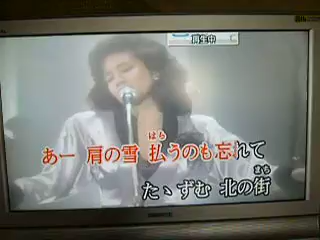 再生中
はら
あー 肩の雪 払うのも忘れて
まち
たゝずむ 北の街